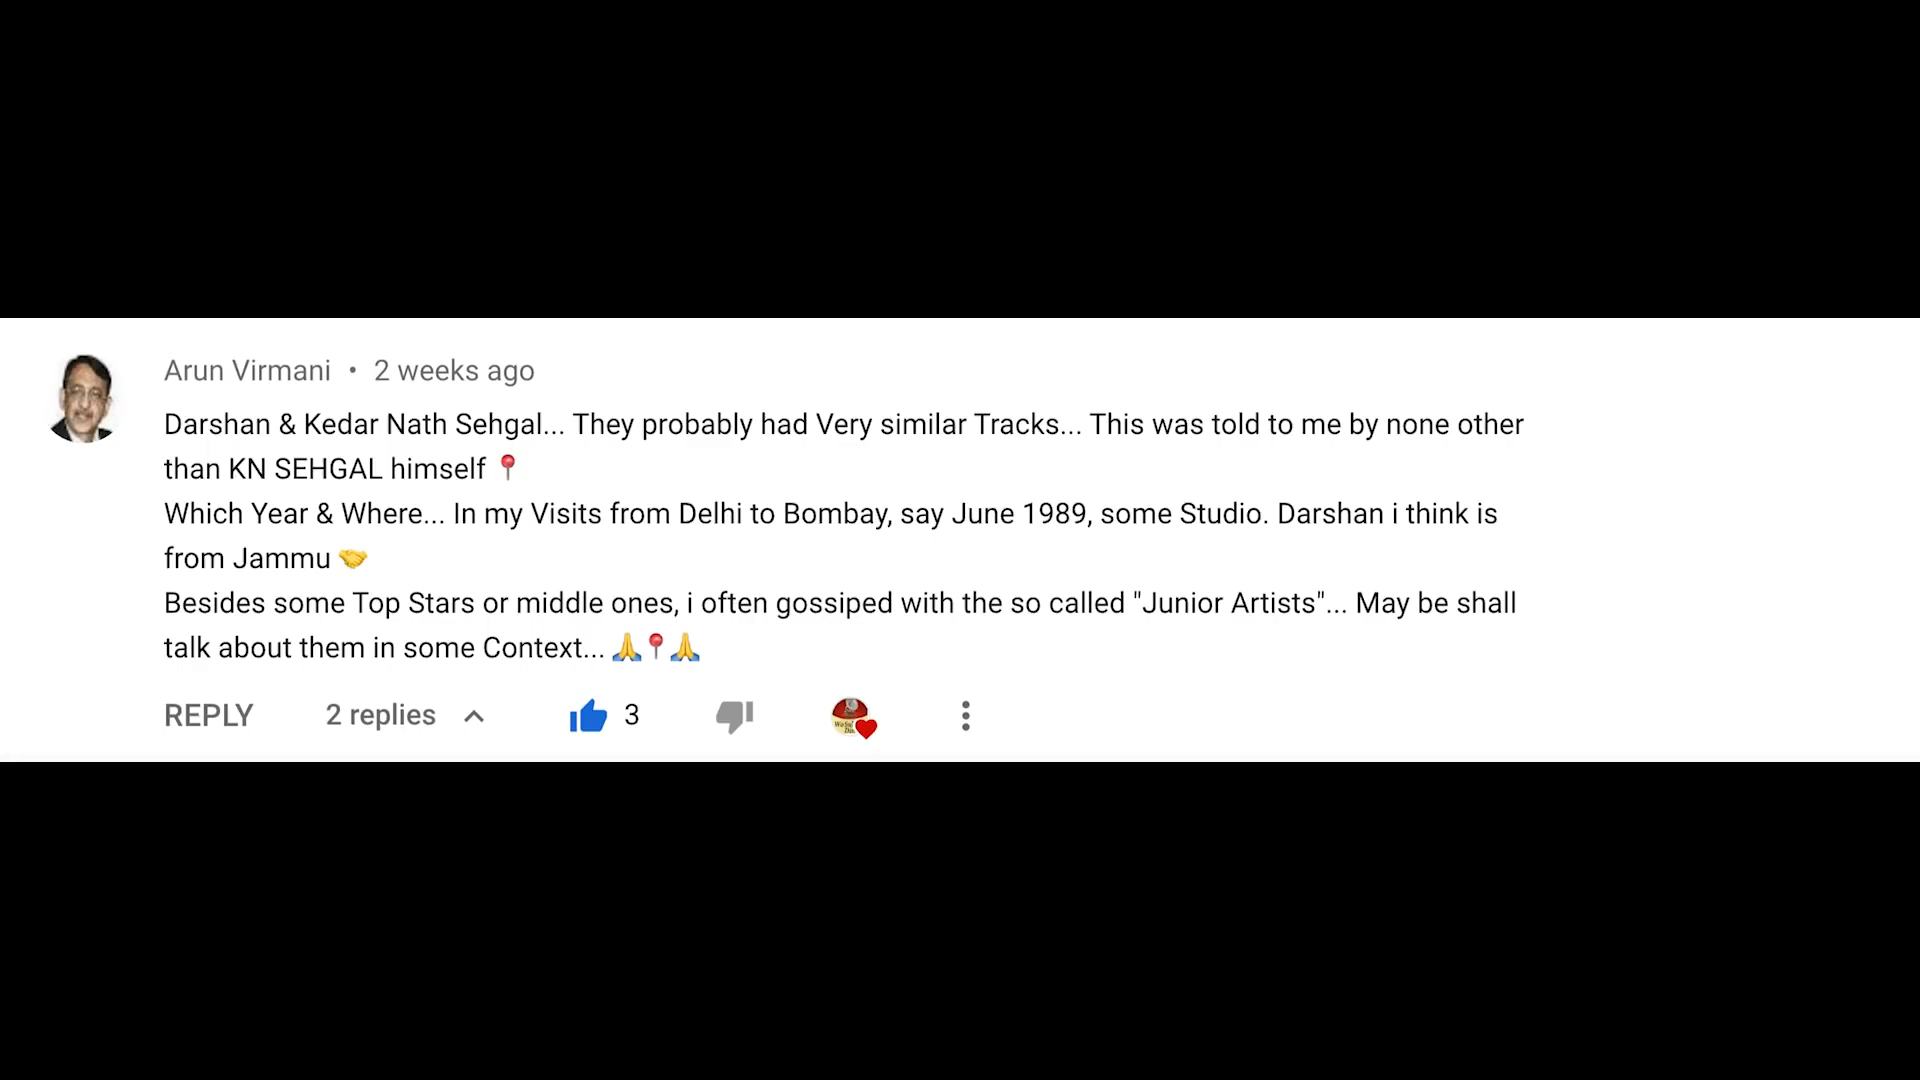 Arun Virmani • 2 weeks ago
Darshan & Kedar Nath Sehgal... They probably had Very similar Tracks... This was told to me by none other
than KN SEHGAL himself 📍
Which Year & Where... In my Visits from Delhi to Bombay, say June 1989, some Studio. Darshan i think is
from Jammu 🤝
Besides some Top Stars or middle ones, i often gossiped with the so called "Junior Artists"... May be shall
talk about them in some Context... 🙏📍🙏
REPLY 2 replies 3